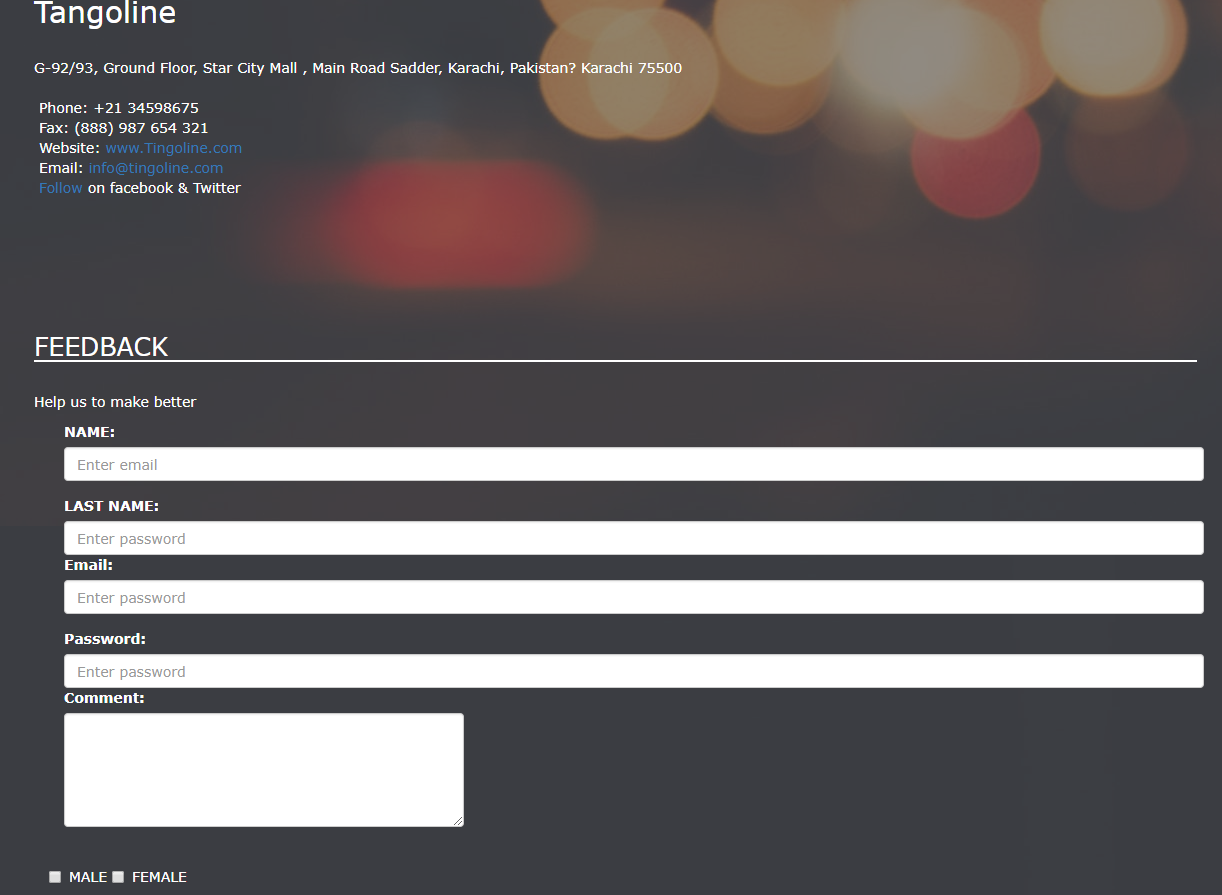 Tangoline
G-92/93, Ground Floor, Star City Mall , Main Road Sadder, Karachi, Pakistan? Karachi 75500
Phone: +21 34598675
Fax: (888) 987 654 321
Website: www.Tingoline.com
Email: info@tingoline.com
Follow on facebook & Twitter
FEEDBACK
Help us to make better
NAME:
Enter email
LAST NAME:
Enter password
Email:
Enter password
Password:
Enter password
Comment:
MALE FEMALE